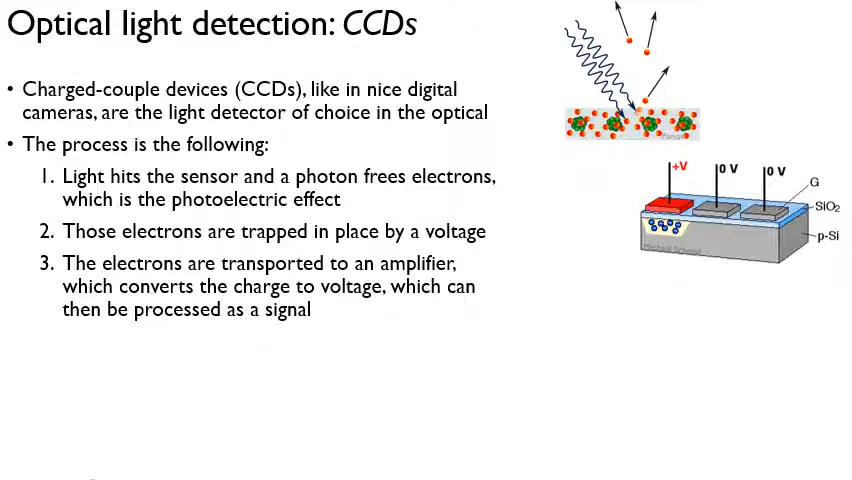 Optical light detection: CCDs
• Charged-couple devices (CCDs), like in nice digital
cameras, are the light detector of choice in the optical
• The process is the following:
1. Light hits the sensor and a photon frees electrons,
which is the photoelectric effect
2. Those electrons are trapped in place by a voltage
3. The electrons are transported to an amplifier,
which converts the charge to voltage, which can
then be processed as a signal
+V
0 V
0 V
G
SIO2
p-Si
Michael Schmid